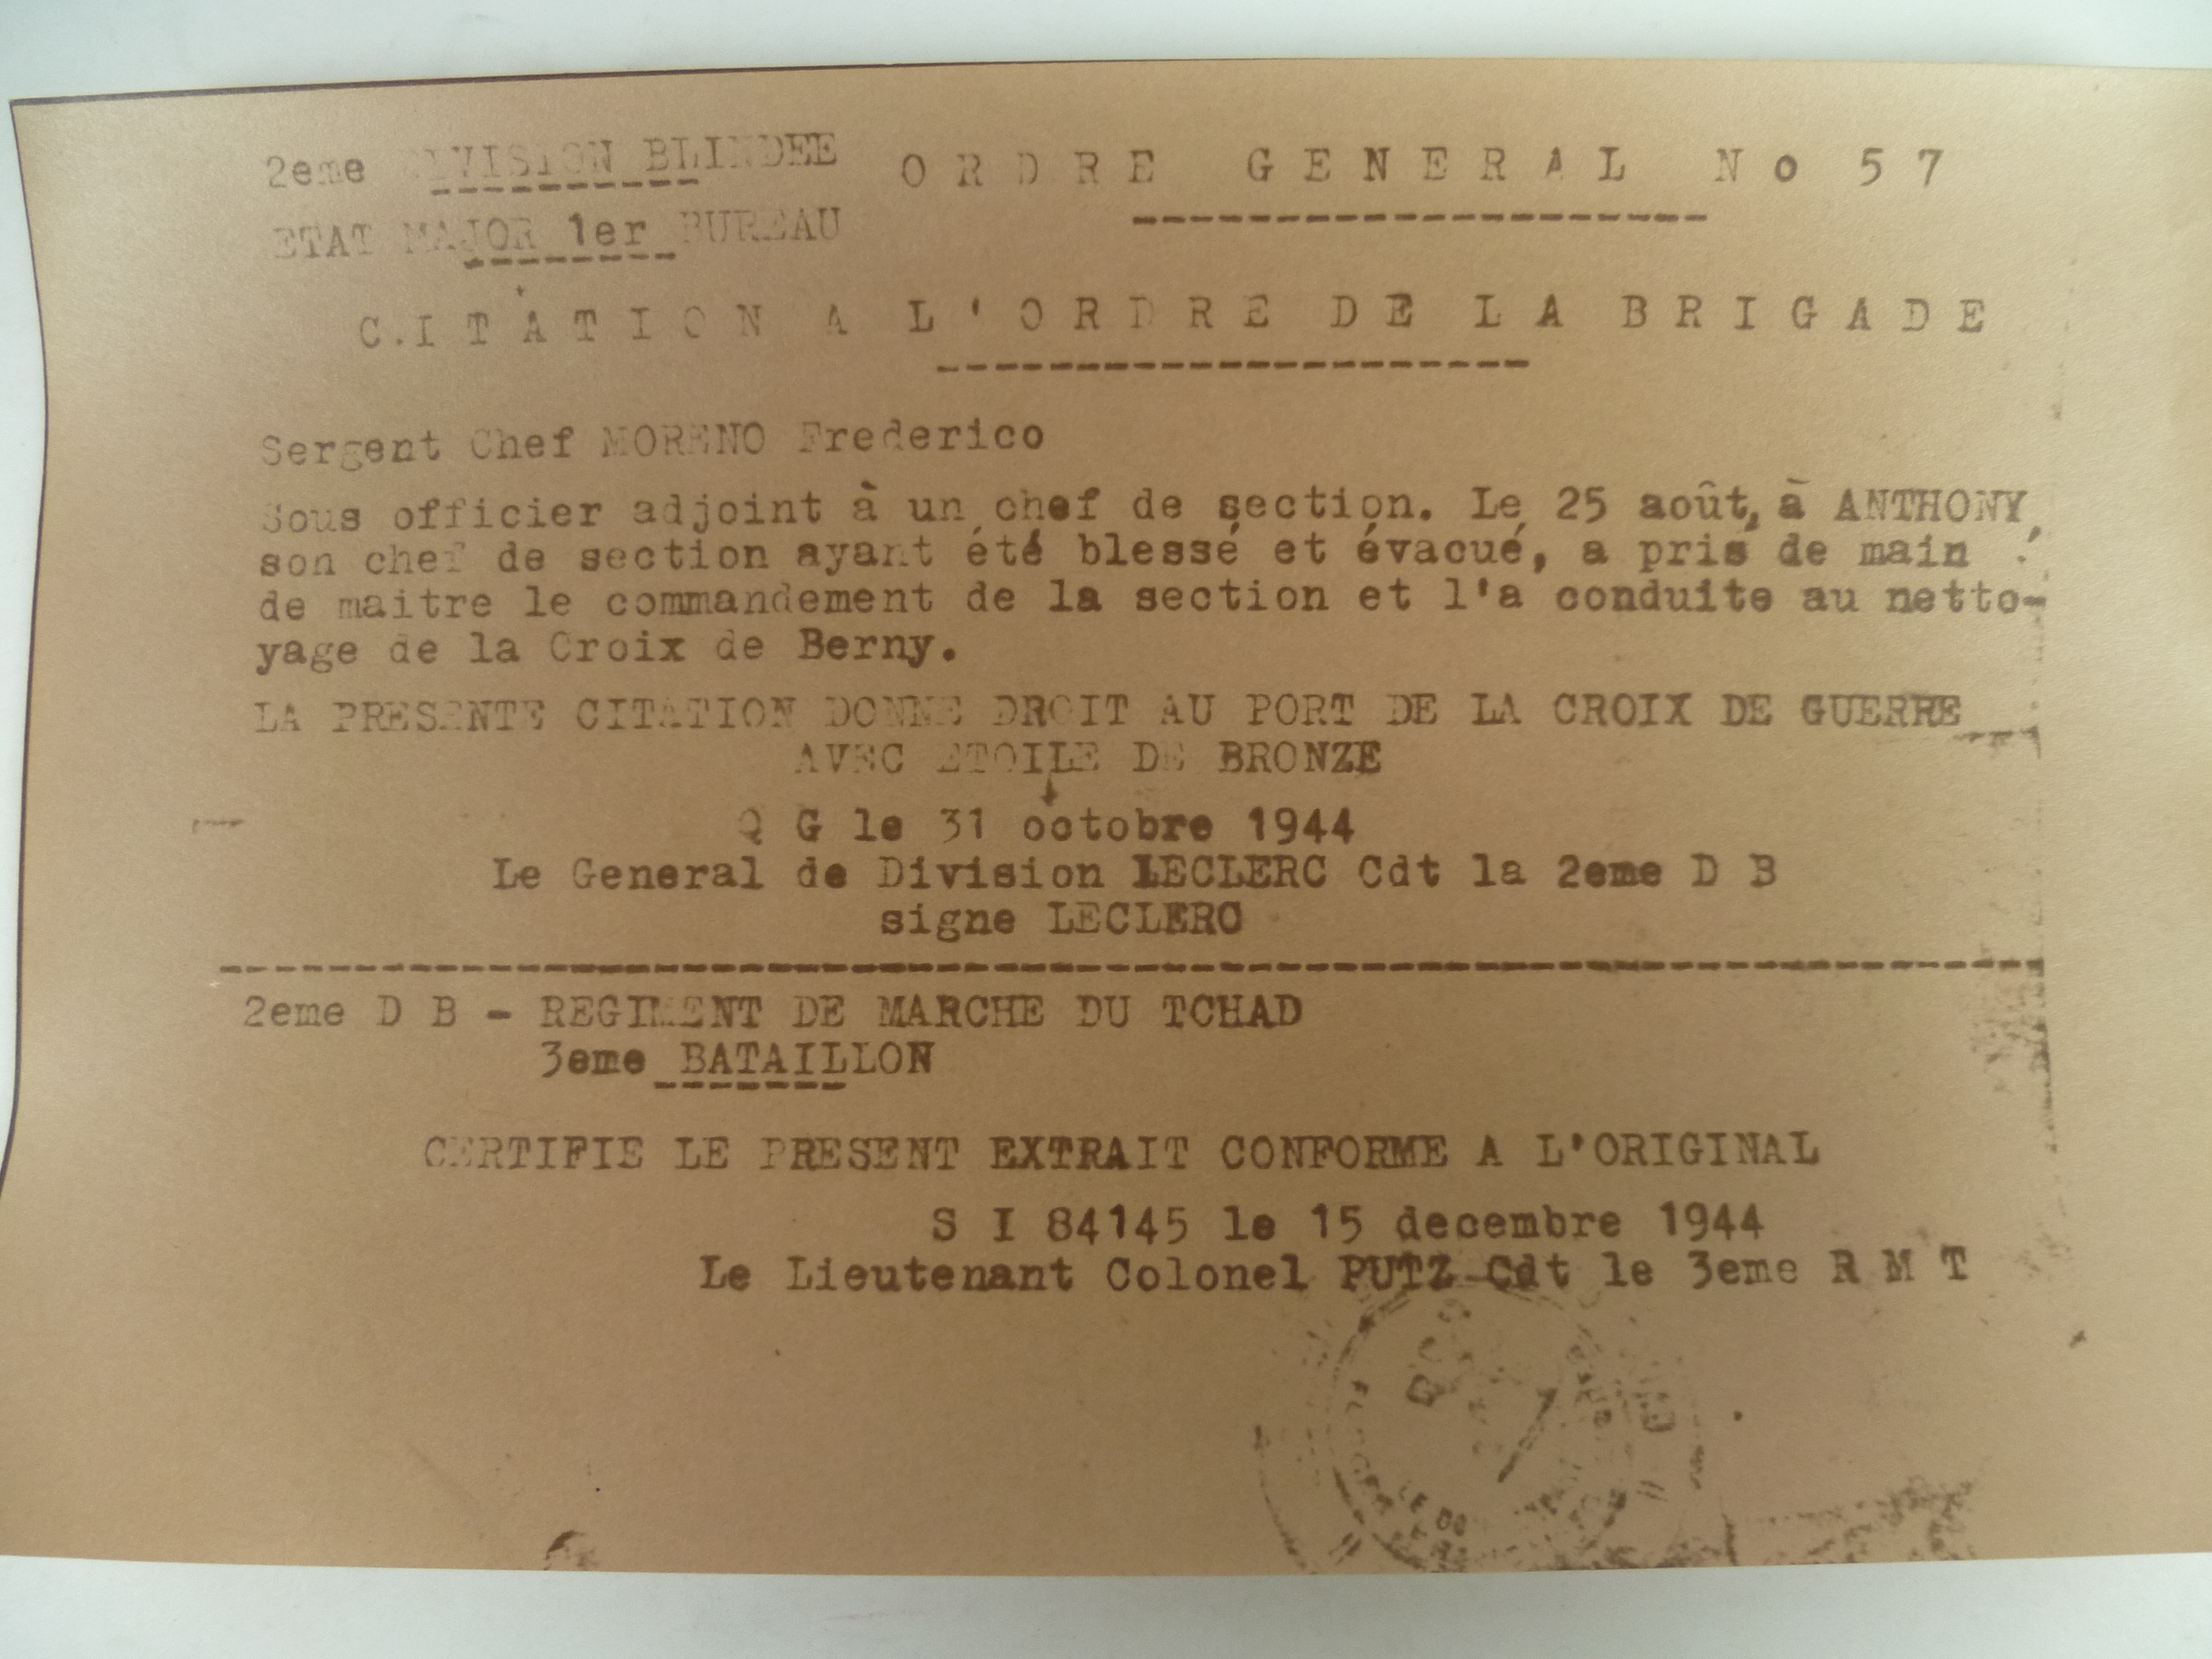 2eme DIVISION BLINDEE
ORDRE GENERAL No 57
ETAT MAJOR 1er BUREAU
C.ITATION A L'ORDRE DE LA BRIGADE
Sergent Chef MORENO Frederico
Sous officier adjoint à un chef de section. Le 25 août, à ANTHONY,
son chef de section ayant été blessé et évacué, a pris de main
de maitre le commandement de la section et l'a conduite au netto-
yage de la Croix de Berny.
LA PRESENTE CITATION DONNE DROIT AU PORT DE LA CROIX DE GUERRE
AVEC ETOILE DE BRONZE
Q G le 31 octobre 1944
Le General de Division LECLERC Cdt la 2eme D B
signe LECLERC
2eme D B - REGIMENT DE MARCHE DU TCHAD
3eme BATAILLON
CERTIFIE LE PRESENT EXTRAIT CONFORME A L'ORIGINAL
S I 84145 le 15 decembre 1944
Le Lieutenant Colonel PUTZ Cdt le 3eme R M T